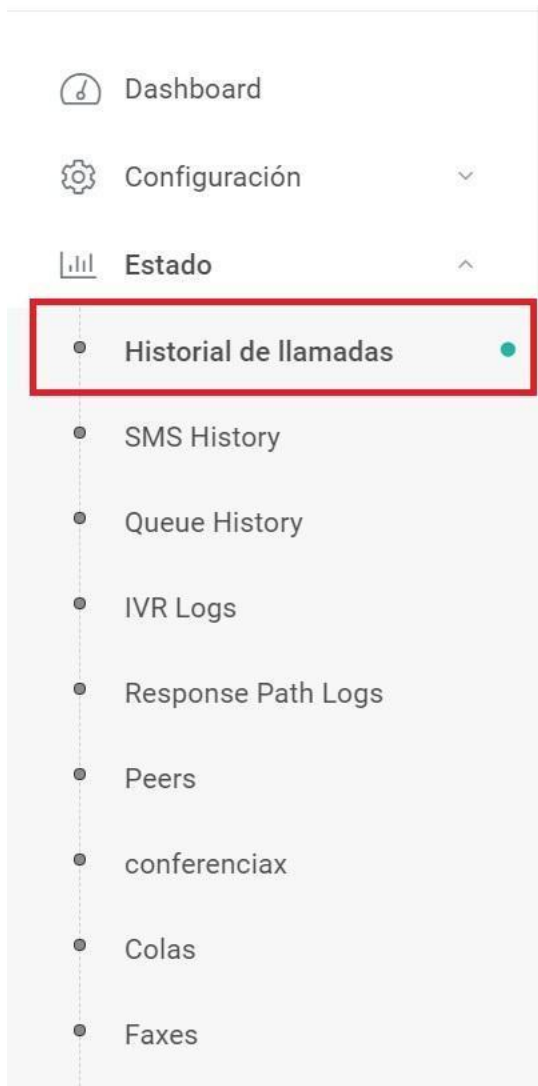 Dashboard
Configuración
Estado
Historial de llamadas
SMS History
Queue History
IVR Logs
Response Path Logs
Peers
conferenciax
Colas
Faxes